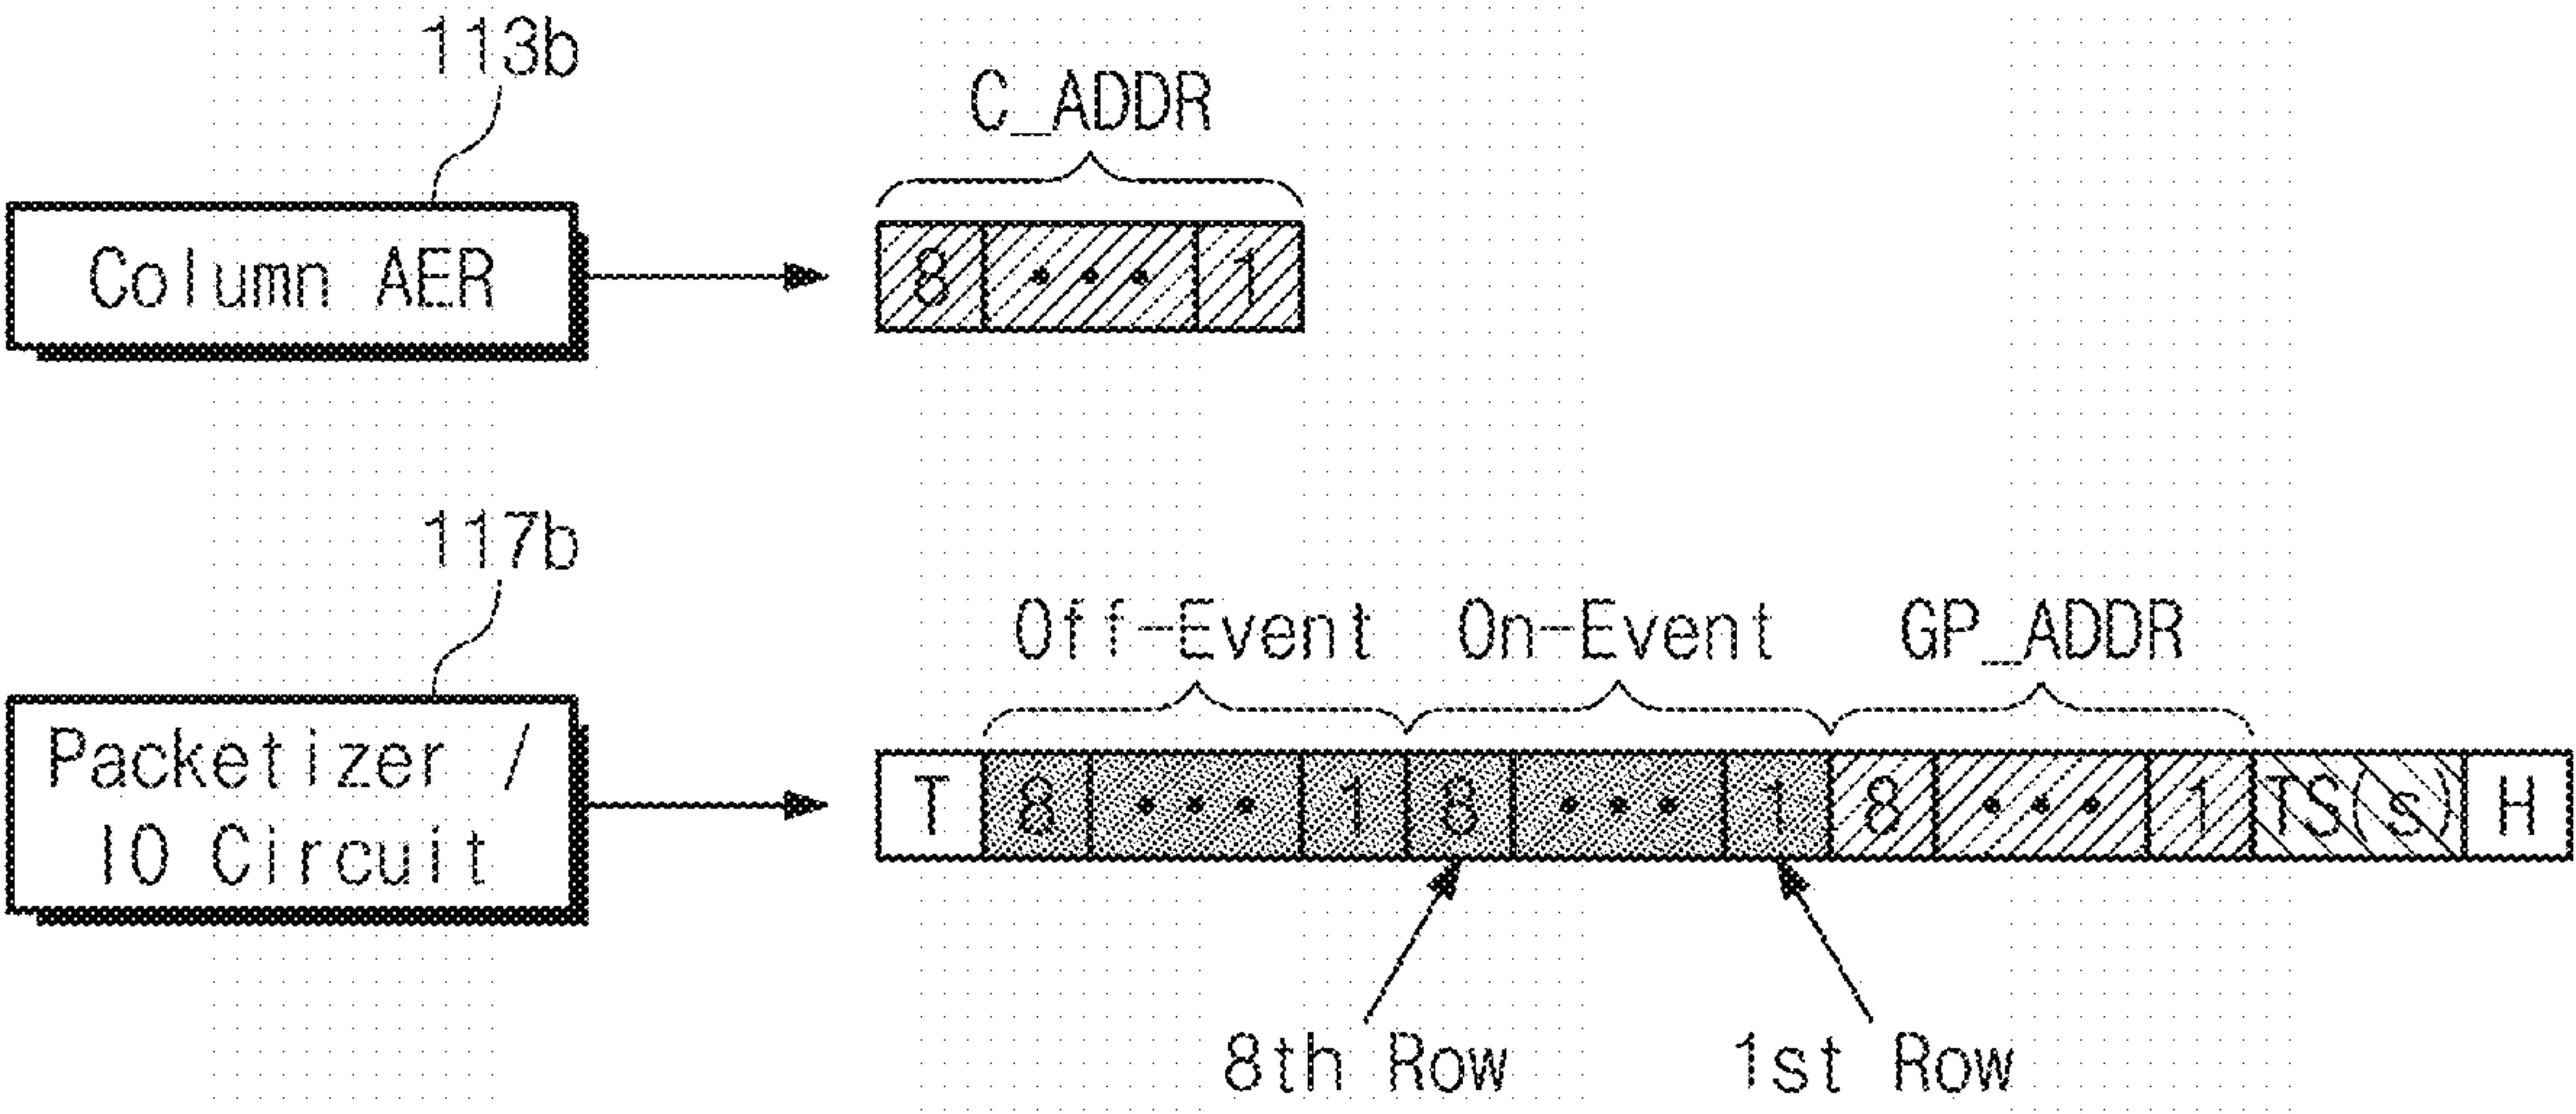 113b
C_ADDR
Column AER
8 • • • 1
117b
Off-Event On-Event GP_ADDR
Packetizer /
IO Circuit
T 8 • • • 1 8 • • • 1 8 • • • 1 TS(s) H
8th Row 1st Row